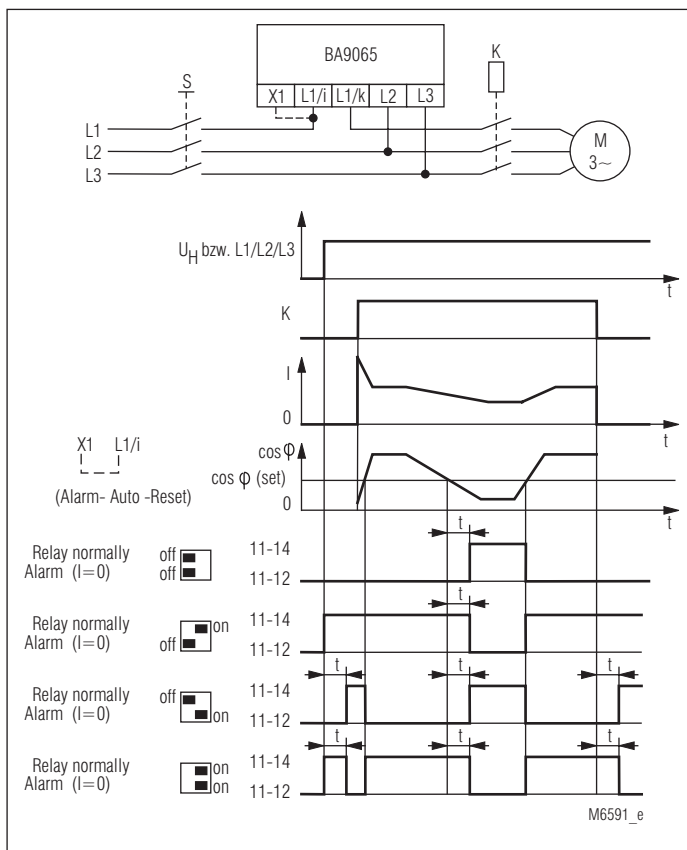 BA9065
X1 L1/i L1/k L2 L3
S
K
L1
L2
L3
M
3~
U_H bzw. L1/L2/L3
t
K
I
0
t
X1 L1/i
(Alarm- Auto -Reset)
cos φ
cos φ (set)
0
t
t
Relay normally off 11-14
Alarm (I=0) off 11-12
t
Relay normally on 11-14
Alarm (I=0) off 11-12
t t t
Relay normally off 11-14
Alarm (I=0) on 11-12
t t t
Relay normally on 11-14
Alarm (I=0) on 11-12
M6591_e